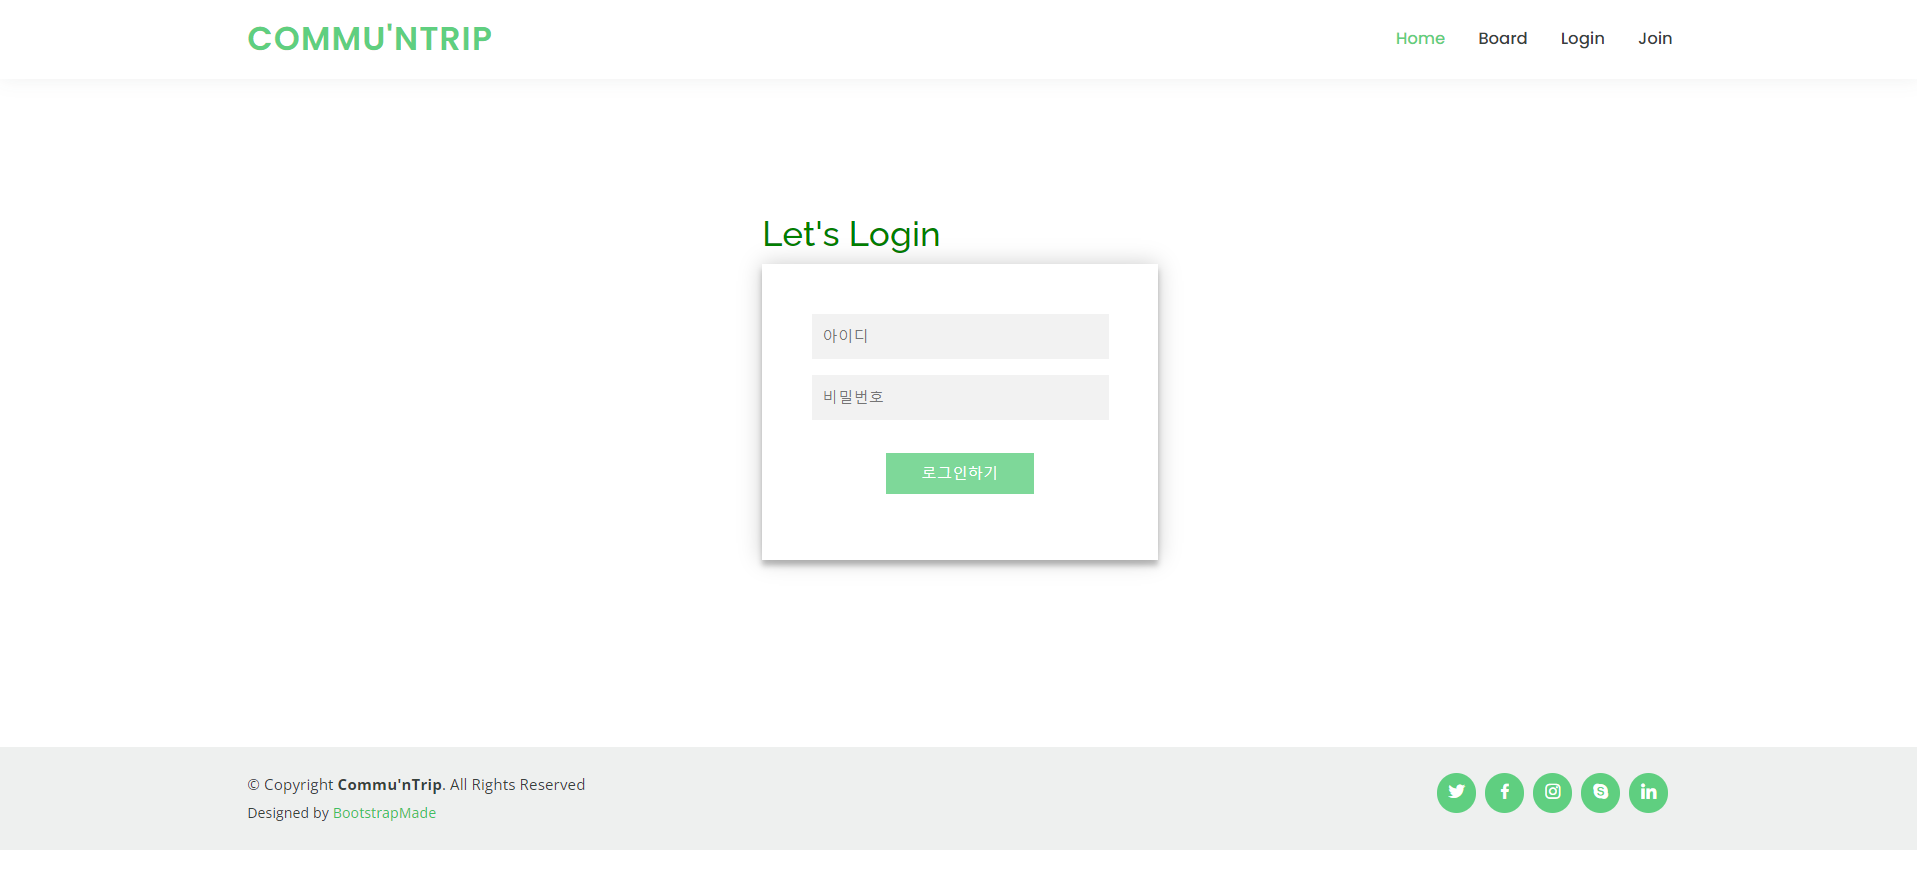 COMMU'NTRIP
Home Board Login Join
Let's Login
아이디
비밀번호
로그인하기
© Copyright Commu'nTrip. All Rights Reserved
Designed by BootstrapMade